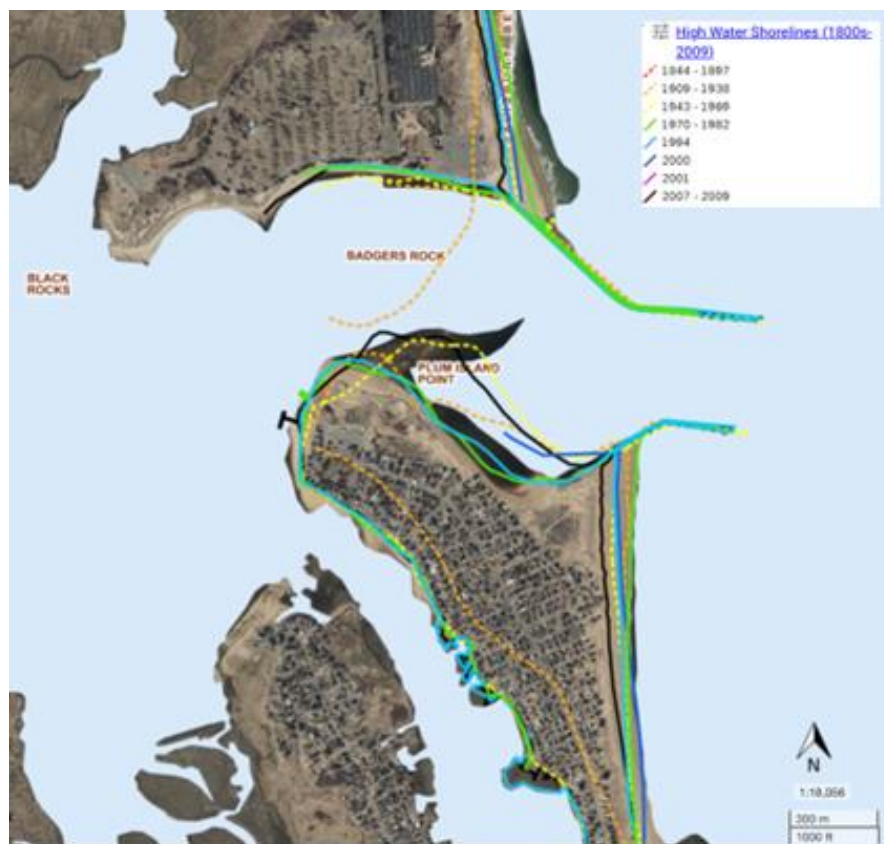 High Water Shorelines (1800s-
2009)
1844 - 1897
1909 - 1938
1943 - 1969
1970 - 1982
1994
2000
2001
2007 - 2009
BADGERS ROCK
BLACK
ROCKS
PLUM ISLAND
POINT
N
1:18,056
300 m
1000 ft